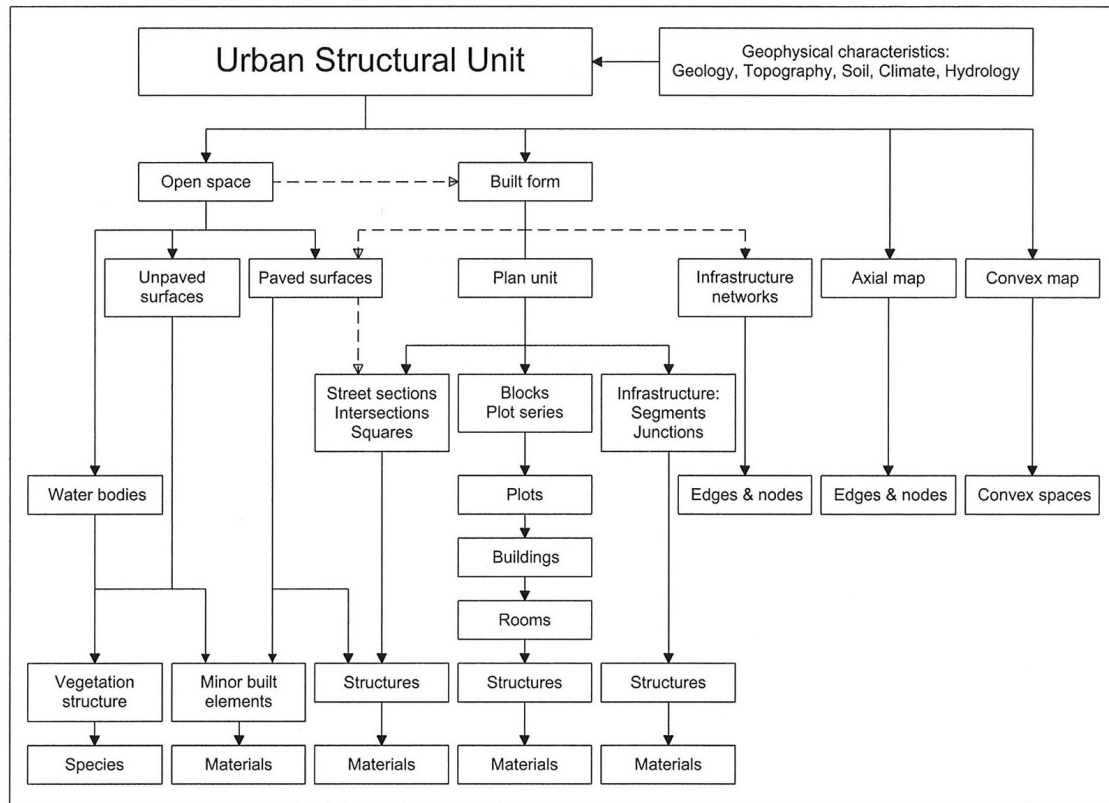 Urban Structural Unit
Geophysical characteristics:
Geology, Topography, Soil, Climate, Hydrology
Open space
Built form
Unpaved
surfaces
Paved surfaces
Plan unit
Infrastructure
networks
Axial map
Convex map
Street sections
Intersections
Squares
Blocks
Plot series
Infrastructure:
Segments
Junctions
Water bodies
Plots
Edges & nodes
Edges & nodes
Convex spaces
Buildings
Rooms
Vegetation
structure
Minor built
elements
Structures
Structures
Structures
Species
Materials
Materials
Materials
Materials